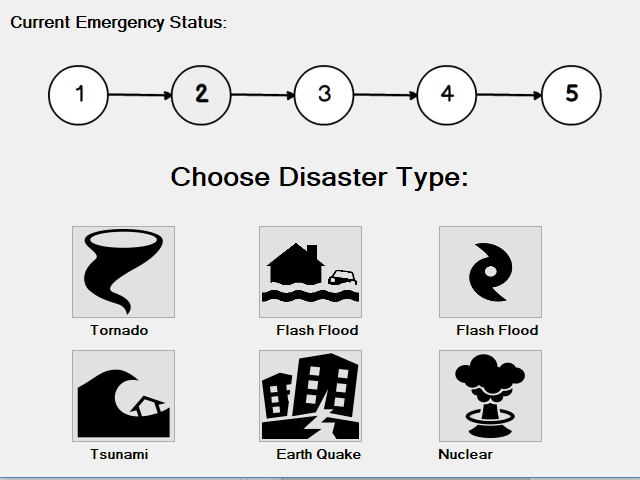 Current Emergency Status:
1 2 3 4 5
Choose Disaster Type:
Tornado Flash Flood Flash Flood
Tsunami Earth Quake Nuclear